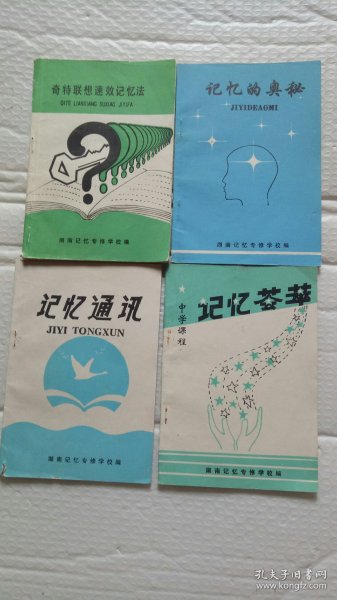 奇特联想速效记忆法
QITE LIANXIANG SUXIAO JIYIFA
湖南记忆专修学校编
记忆的奥秘
JIYIDEAOMI
湖南记忆专修学校编
记忆通讯
JIYI TONGXUN
湖南记忆专修学校编
中学课程
记忆荟萃
湖南记忆专修学校编
孔夫子旧书网